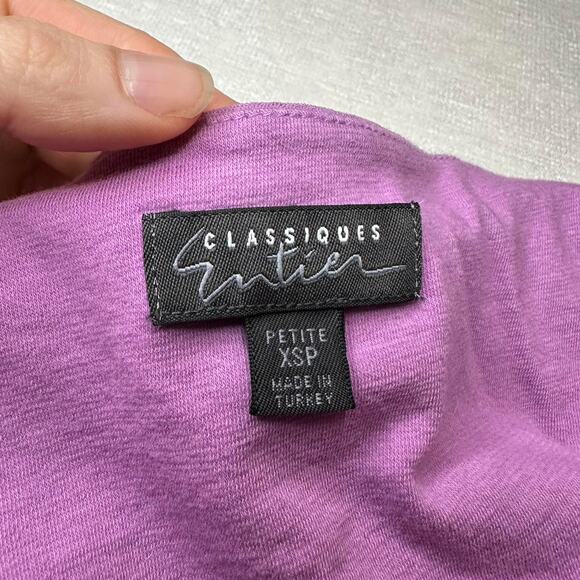 CLASSIQUES
Entier
PETITE
XSP
MADE IN
TURKEY